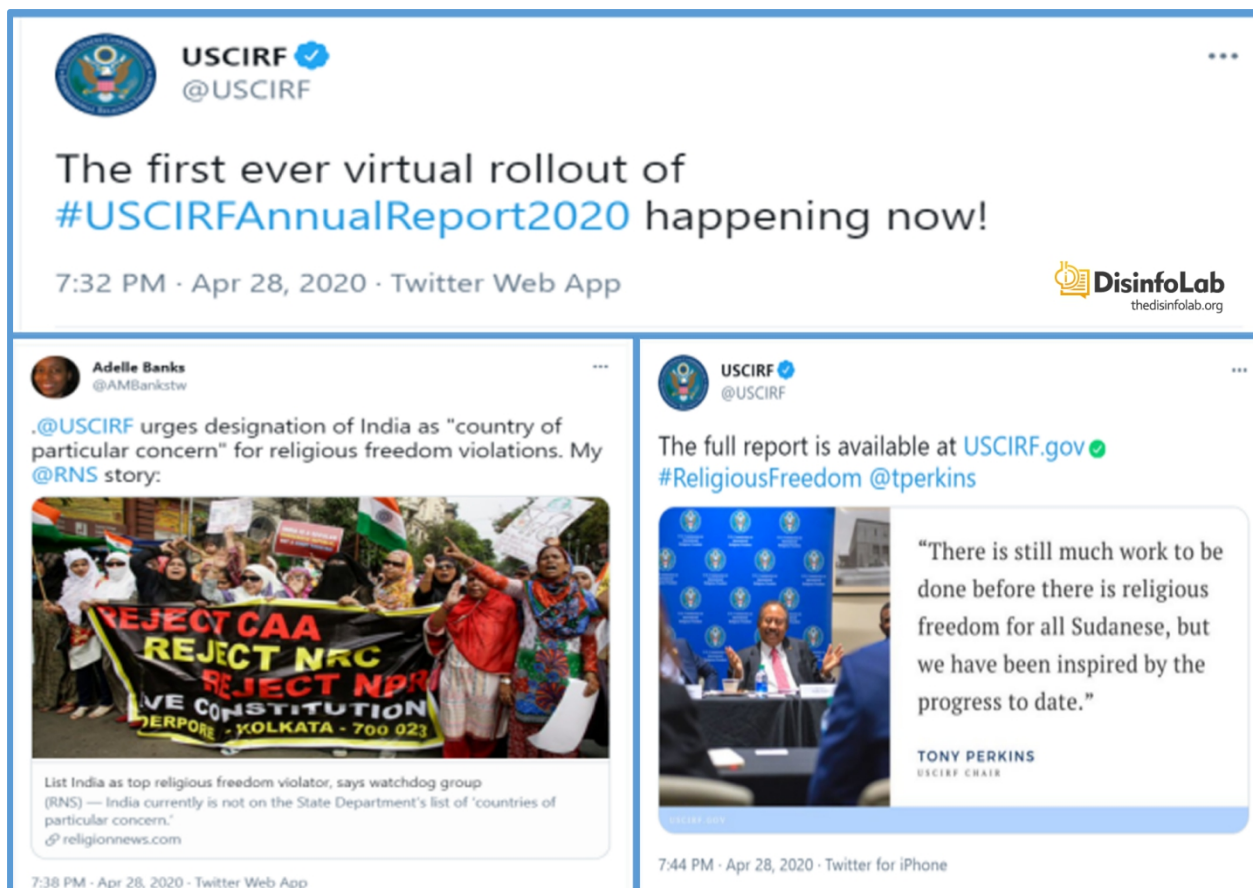 USCIRF
@USCIRF
The first ever virtual rollout of
#USCIRFAnnualReport2020 happening now!
7:32 PM · Apr 28, 2020 · Twitter Web App
DisinfoLab
thedisinfolab.org
Adelle Banks
@AMBankstw
.@USCIRF urges designation of India as "country of
particular concern" for religious freedom violations. My
@RNS story:
REJECT CAA
REJECT NRC
REJECT NPR
VE CONSTITUTION
DERPORE - KOLKATA - 700 023
List India as top religious freedom violator, says watchdog group
(RNS) — India currently is not on the State Department's list of 'countries of
particular concern.'
religionnews.com
7:38 PM · Apr 28, 2020 · Twitter Web App
USCIRF
@USCIRF
The full report is available at USCIRF.gov
#ReligiousFreedom @tperkins
“There is still much work to be
done before there is religious
freedom for all Sudanese, but
we have been inspired by the
progress to date.”
TONY PERKINS
USCIRF CHAIR
USCIRF.GOV
7:44 PM · Apr 28, 2020 · Twitter for iPhone